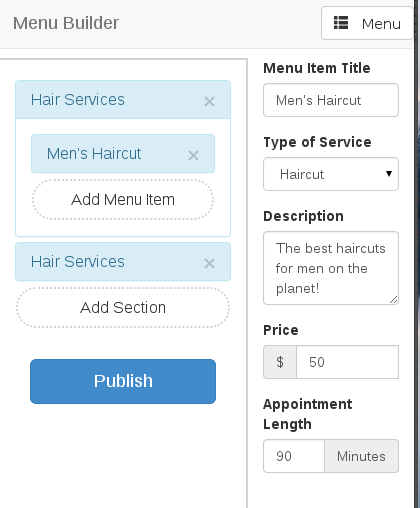 Menu Builder
Menu
Hair Services ×
Men's Haircut ×
Add Menu Item
Hair Services ×
Add Section
Publish
Menu Item Title
Men's Haircut
Type of Service
Haircut
Description
The best haircuts
for men on the
planet!
Price
$ 50
Appointment
Length
90 Minutes